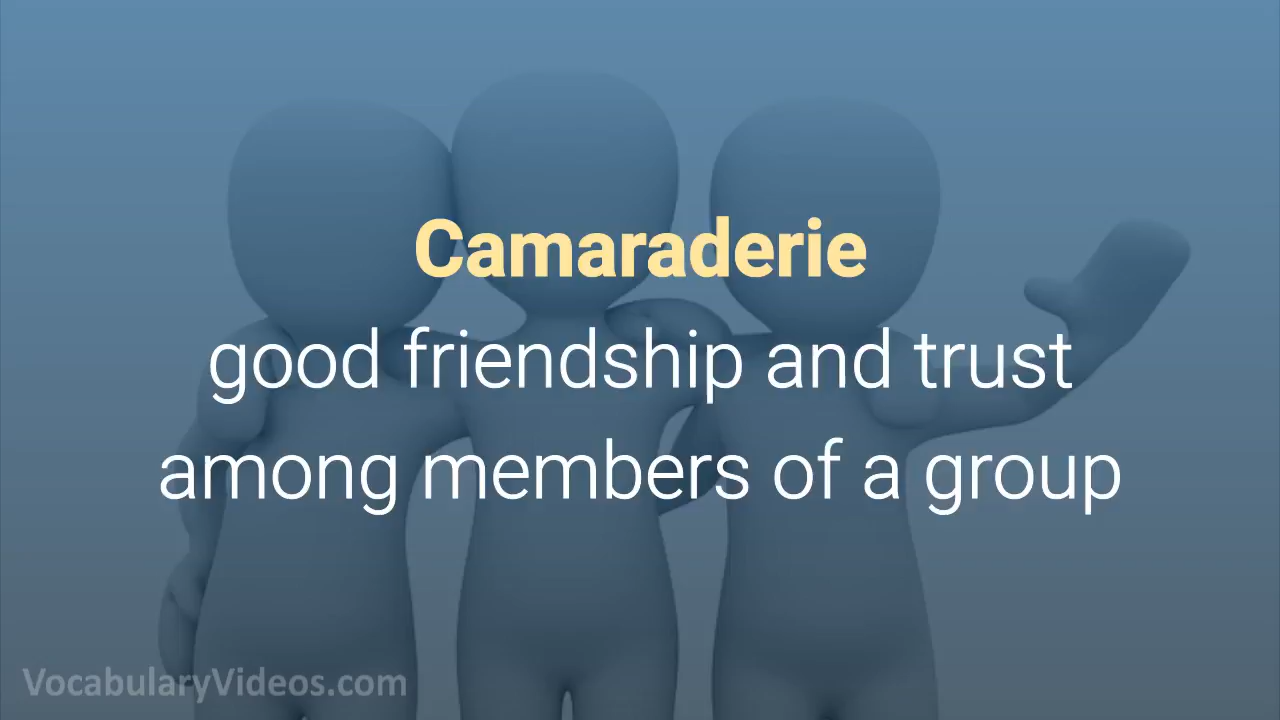 Camaraderie
good friendship and trust
among members of a group
VocabularyVideos.com